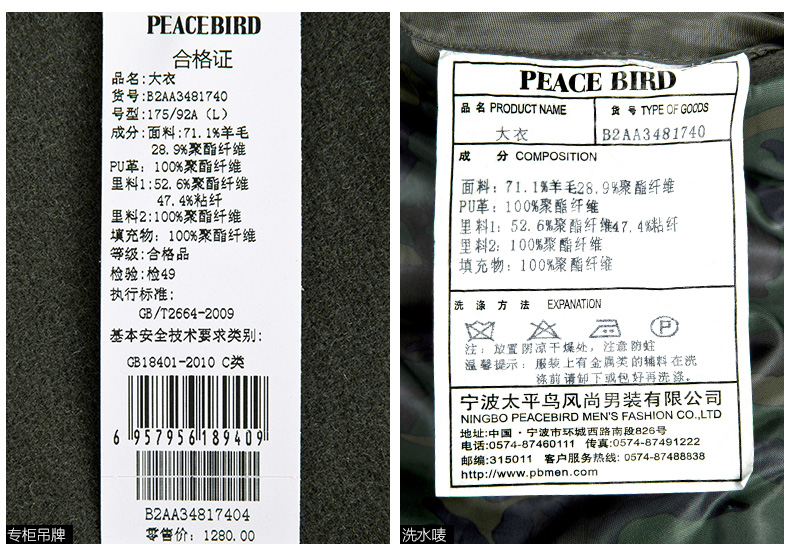 PEACEBIRD
合格证
品名:大衣
货号:B2AA3481740
号型:175/92A (L)
成分:面料:71.1%羊毛
28.9%聚酯纤维
PU革: 100%聚酯纤维
里料1:52.6%聚酯纤维
47.4%粘纤
里料2:100%聚酯纤维
填充物: 100%聚酯纤维
等级:合格品
检验:检49
执行标准:
GB/T2664-2009
基本安全技术要求类别:
GB18401-2010 C类
6 957956 189409
B2AA34817404
零售价: 1280.00
专柜吊牌
PEACE BIRD
品 名 PRODUCT NAME
货 号 TYPE OF GOODS
大衣
B2AA3481740
成 分 COMPOSITION
面料: 71.1%羊毛28.9%聚酯纤维
PU革: 100%聚酯纤维
里料1: 52.6%聚酯纤维47.4%粘纤
里料2: 100%聚酯纤维
填充物: 100%聚酯纤维
洗 涤 方 法 EXPANATION
P
注: 放置阴凉干燥处, 注意防蛀
温馨提示: 服装上有金属类的辅料在洗
涤前请卸下或包好再洗涤.
宁波太平鸟风尚男装有限公司
NINGBO PEACEBIRD MEN'S FASHION CO.,LTD
地址:中国·宁波市环城西路南段826号
电话:0574-87460111 传真:0574-87491222
邮编:315011 客户服务热线: 0574-87488838
http://www.pbmen.com
洗水唛